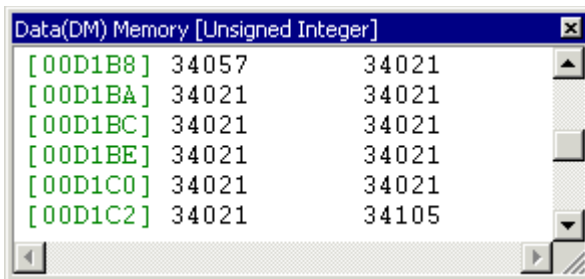 Data(DM) Memory [Unsigned Integer]
[00D1B8] 34057 34021
[00D1BA] 34021 34021
[00D1BC] 34021 34021
[00D1BE] 34021 34021
[00D1C0] 34021 34021
[00D1C2] 34021 34105